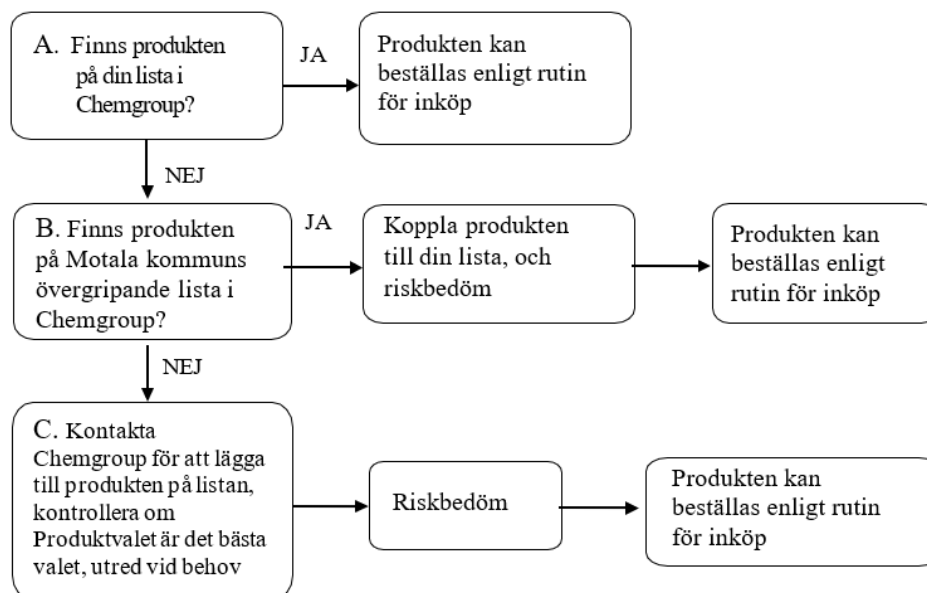 A. Finns produkten
på din lista i
Chemgroup?
JA
Produkten kan
beställas enligt rutin
för inköp
NEJ
B. Finns produkten
på Motala kommuns
övergripande lista i
Chemgroup?
JA
Koppla produkten
till din lista, och
riskbedöm
Produkten kan
beställas enligt
rutin för inköp
NEJ
C. Kontakta
Chemgroup för att lägga
till produkten på listan,
kontrollera om
Produktvalet är det bästa
valet, utred vid behov
Riskbedöm
Produkten kan
beställas enligt rutin
för inköp